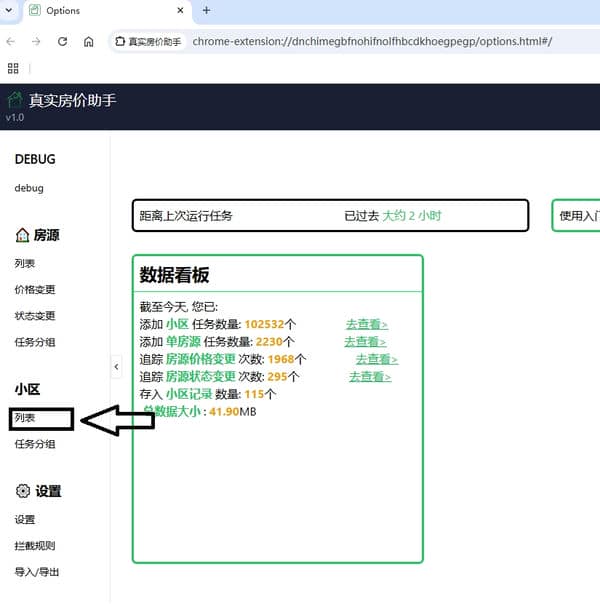 Options
真实房价助手
chrome-extension://dnchimegbfnohifnolfhbcdkhoegpegp/options.html#/
真实房价助手
v1.0
DEBUG
debug
房源
列表
价格变更
状态变更
任务分组
小区
列表
任务分组
设置
设置
拦截规则
导入/导出
距离上次运行任务 已过去 大约 2 小时
使用入门
数据看板
截至今天, 您已:
添加 小区 任务数量: 102532个 去查看>
添加 单房源 任务数量: 2230个 去查看>
追踪 房源价格变更 次数: 1968个 去查看>
追踪 房源状态变更 次数: 295个 去查看>
存入 小区记录 数量: 115个
总数据大小 : 41.90MB